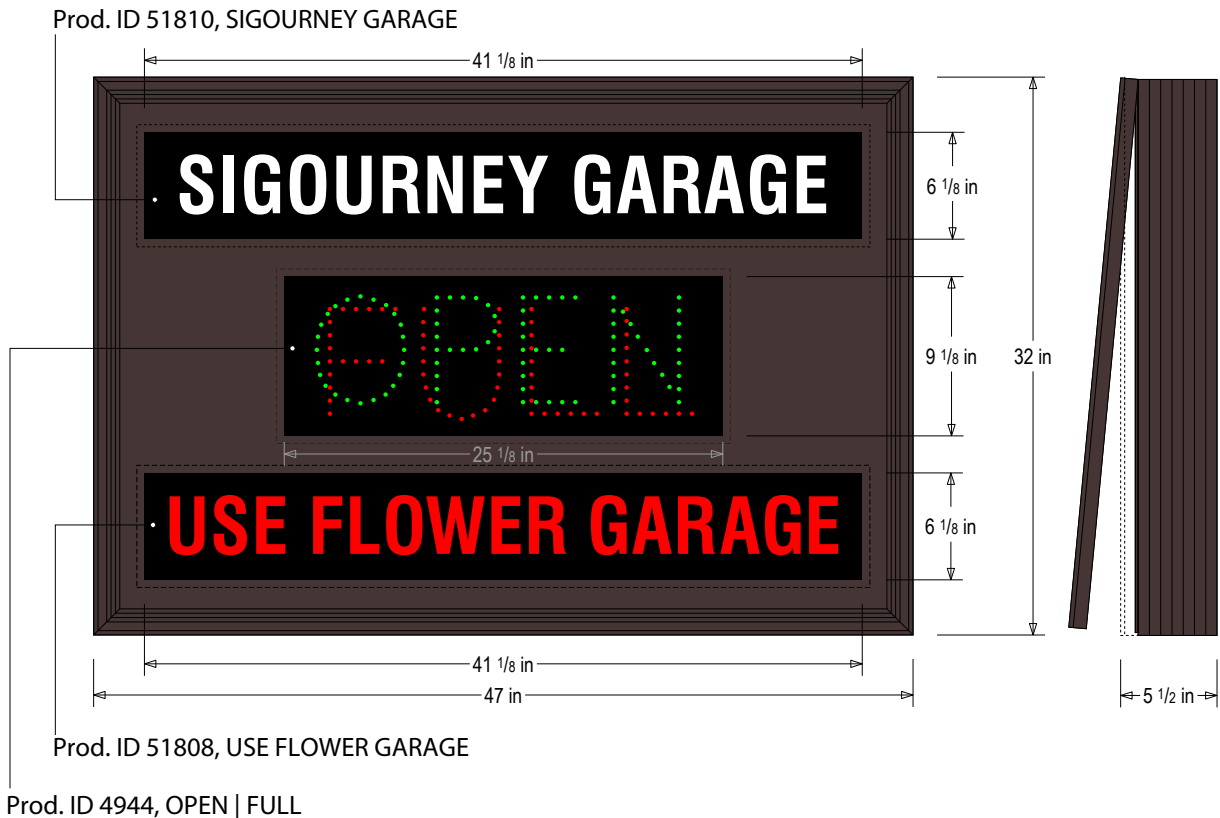 Prod. ID 51810, SIGOURNEY GARAGE
41 1/8 in
SIGOURNEY GARAGE
6 1/8 in
OPEN
FULL
9 1/8 in
32 in
25 1/8 in
USE FLOWER GARAGE
6 1/8 in
41 1/8 in
47 in
5 1/2 in
Prod. ID 51808, USE FLOWER GARAGE
Prod. ID 4944, OPEN | FULL